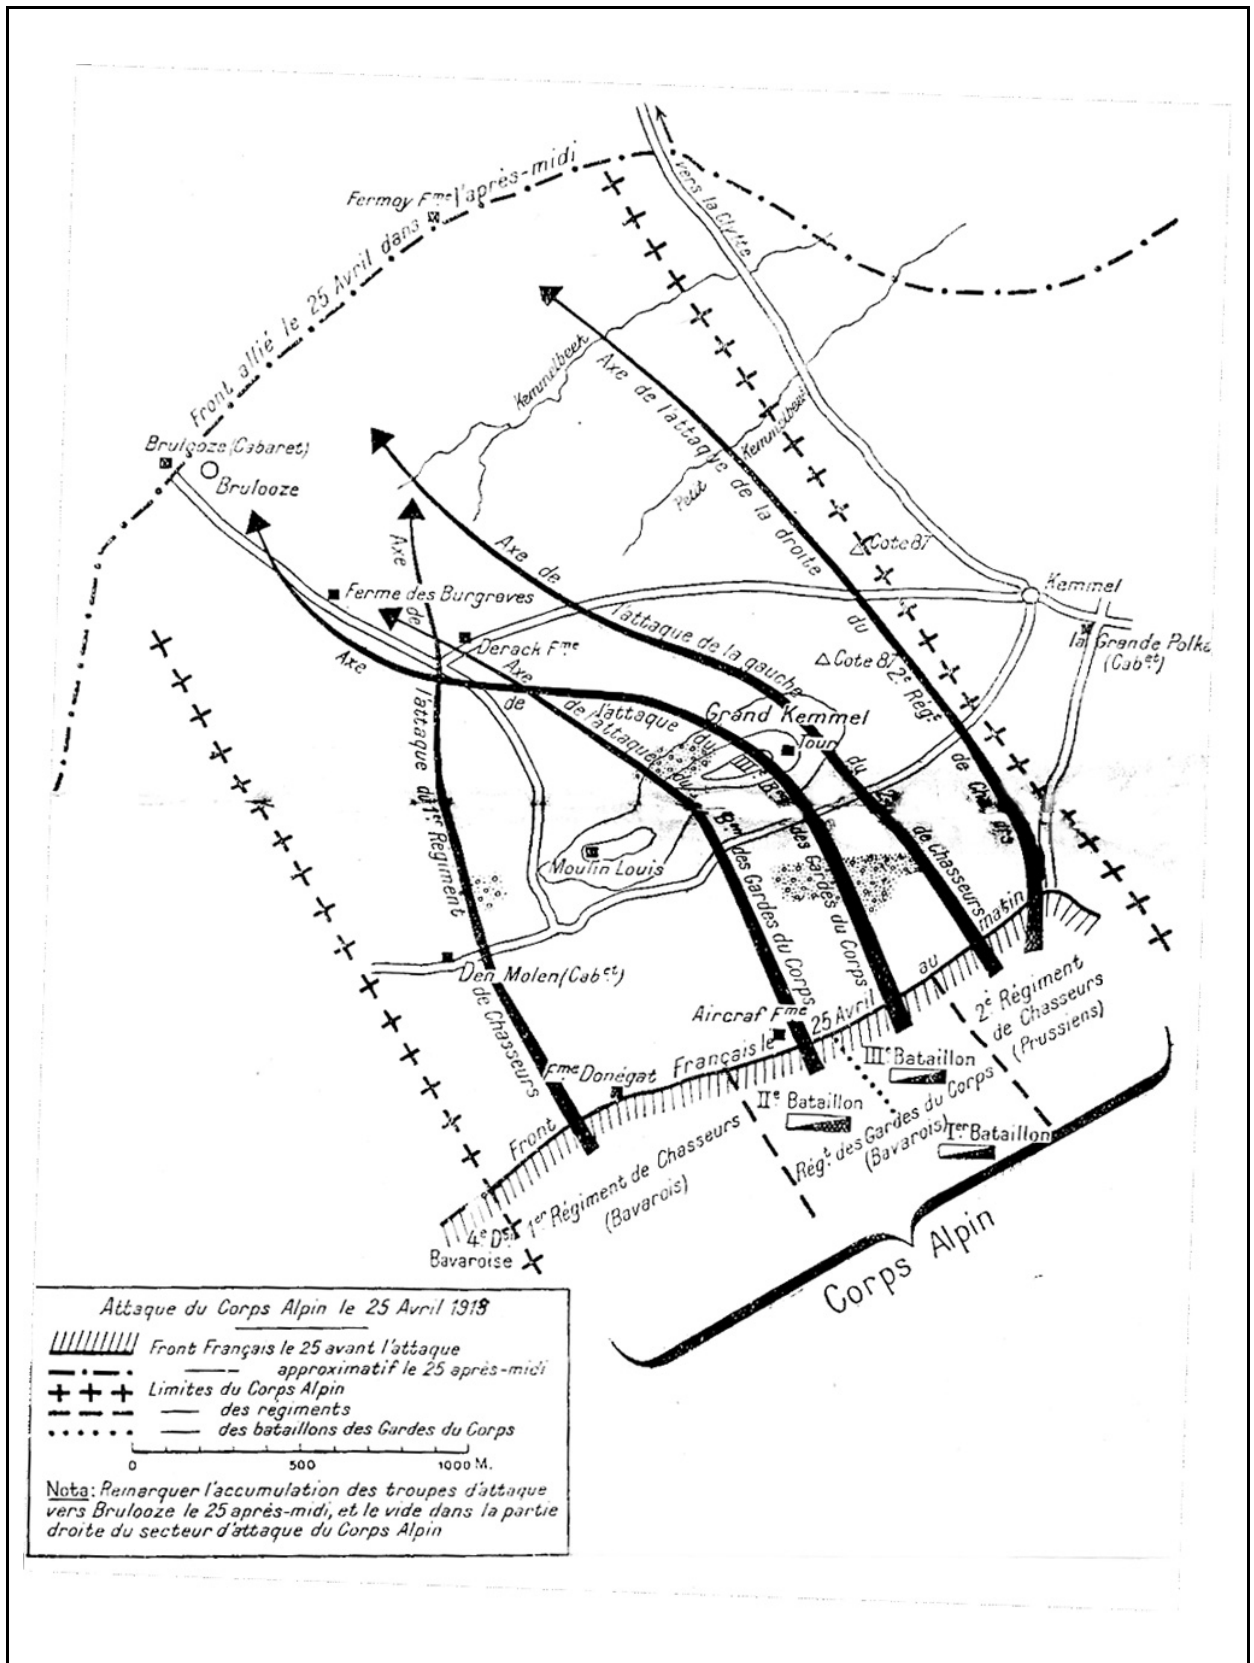 vers la Clytte
Fermoy Fme
Front allié le 25 Avril dans l'après-midi
Kemmelbeek
Axe de l'attaque de la droite du 2e Régt de Chasseurs
Petit Kemmelbeek
Brulooze (Cabaret)
Brulooze
Cote 87
Kemmel
Ferme des Burgraves
Axe de l'attaque de la gauche du 2e de Chasseurs
la Grande Polka
(Cabet)
Derack Fme
Cote 87
Axe de l'attaque du IIIe Bon des Gardes du Corps
Axe de l'attaque du Bon des Gardes du Corps
Axe de l'attaque du 1er Régiment de Chasseurs
Grand Kemmel
Tour
Moulin Louis
Den Molen (Cabet)
Aircraf Fme
Fme Donégat
Front Français le 25 Avril au matin
2e Régiment
de Chasseurs
(Prussiens)
IIIe Bataillon
IIe Bataillon
Régt des Gardes du Corps
(Bavarois)
Ier Bataillon
1er Régiment de Chasseurs
(Bavarois)
4e Don
Bavaroise
Corps Alpin
Attaque du Corps Alpin le 25 Avril 1918
Front Français le 25 avant l'attaque
approximatif le 25 après-midi
Limites du Corps Alpin
des régiments
des bataillons des Gardes du Corps
0 500 1000 M.
Nota: Remarquer l'accumulation des troupes d'attaque
vers Brulooze le 25 après-midi, et le vide dans la partie
droite du secteur d'attaque du Corps Alpin